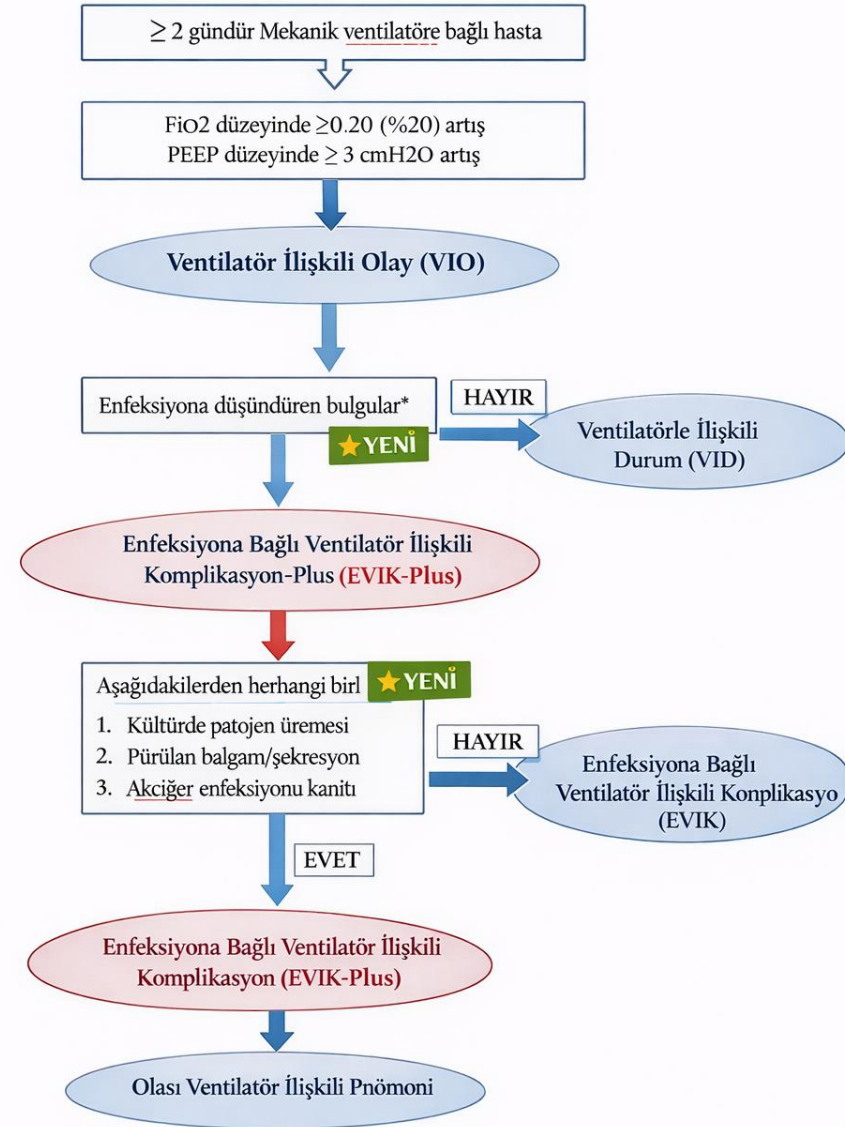 ≥ 2 gündür Mekanik ventilatöre bağlı hasta
FiO2 düzeyinde ≥0.20 (%20) artış
PEEP düzeyinde ≥ 3 cmH2O artış
Ventilatör İlişkili Olay (VIO)
Enfeksiyona düşündüren bulgular*
HAYIR
YENİ
Ventilatörle İlişkili
Durum (VID)
Enfeksiyona Bağlı Ventilatör İlişkili
Komplikasyon-Plus (EVIK-Plus)
Aşağıdakilerden herhangi birl
YENİ
1. Kültürde patojen üremesi
2. Pürülan balgam/şekresyon
3. Akciğer enfeksiyonu kanitı
HAYIR
Enfeksiyona Bağlı
Ventilatör İlişkili Konplikasyo
(EVIK)
EVET
Enfeksiyona Bağlı Ventilatör İlişkili
Komplikasyon (EVIK-Plus)
Olası Ventilatör İlişkili Pnömoni